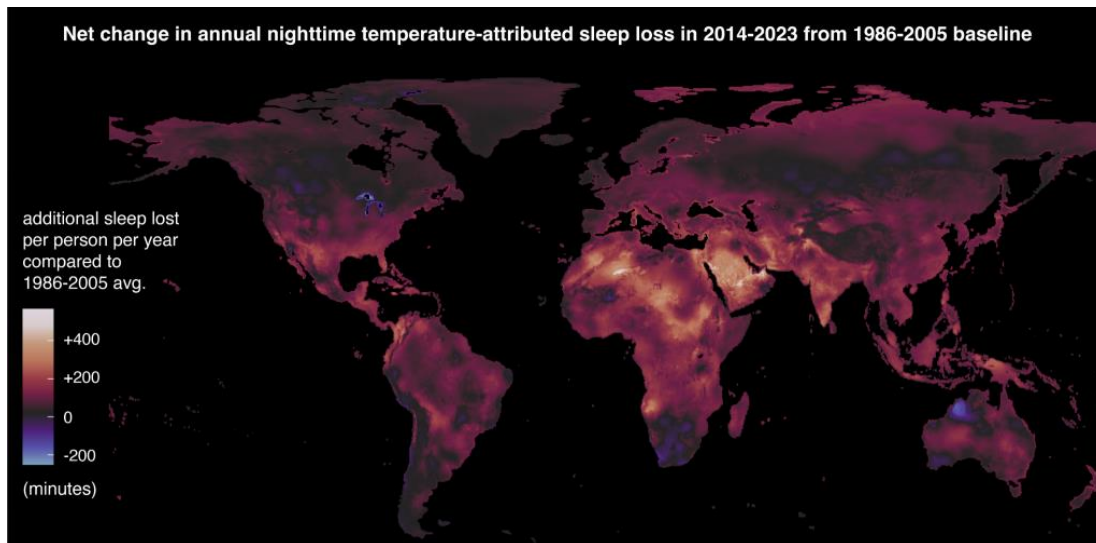 Net change in annual nighttime temperature-attributed sleep loss in 2014-2023 from 1986-2005 baseline
additional sleep lost
per person per year
compared to
1986-2005 avg.
+400
+200
0
-200
(minutes)